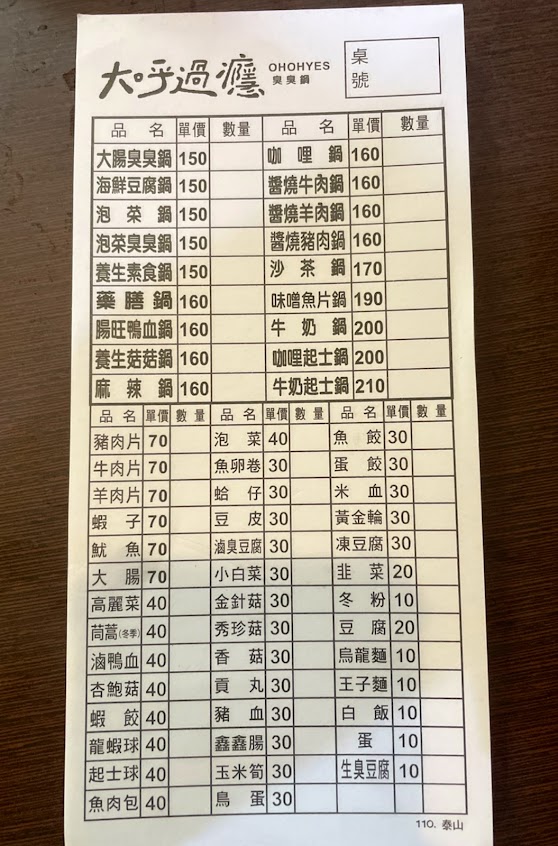 大呼過癮 OHOHYES
臭臭鍋
桌號
品名 單價 數量 品名 單價 數量
大腸臭臭鍋 150 咖哩鍋 160
海鮮豆腐鍋 150 醬燒牛肉鍋 160
泡菜鍋 150 醬燒羊肉鍋 160
泡菜臭臭鍋 150 醬燒豬肉鍋 160
養生素食鍋 150 沙茶鍋 170
藥膳鍋 160 味噌魚片鍋 190
腸旺鴨血鍋 160 牛奶鍋 200
養生菇菇鍋 160 咖哩起士鍋 200
麻辣鍋 160 牛奶起士鍋 210
品名 單價 數量 品名 單價 數量 品名 單價 數量
豬肉片 70 泡菜 40 魚餃 30
牛肉片 70 魚卵卷 30 蛋餃 30
羊肉片 70 蛤仔 30 米血 30
蝦子 70 豆皮 30 黃金輪 30
魷魚 70 滷臭豆腐 30 凍豆腐 30
大腸 70 小白菜 30 韭菜 20
高麗菜 40 金針菇 30 冬粉 10
茼蒿(冬季) 40 秀珍菇 30 豆腐 20
滷鴨血 40 香菇 30 烏龍麵 10
杏鮑菇 40 貢丸 30 王子麵 10
蝦餃 40 豬血 30 白飯 10
龍蝦球 40 鑫鑫腸 30 蛋 10
起士球 40 玉米筍 30 生臭豆腐 10
魚肉包 40 鳥蛋 30
110. 泰山